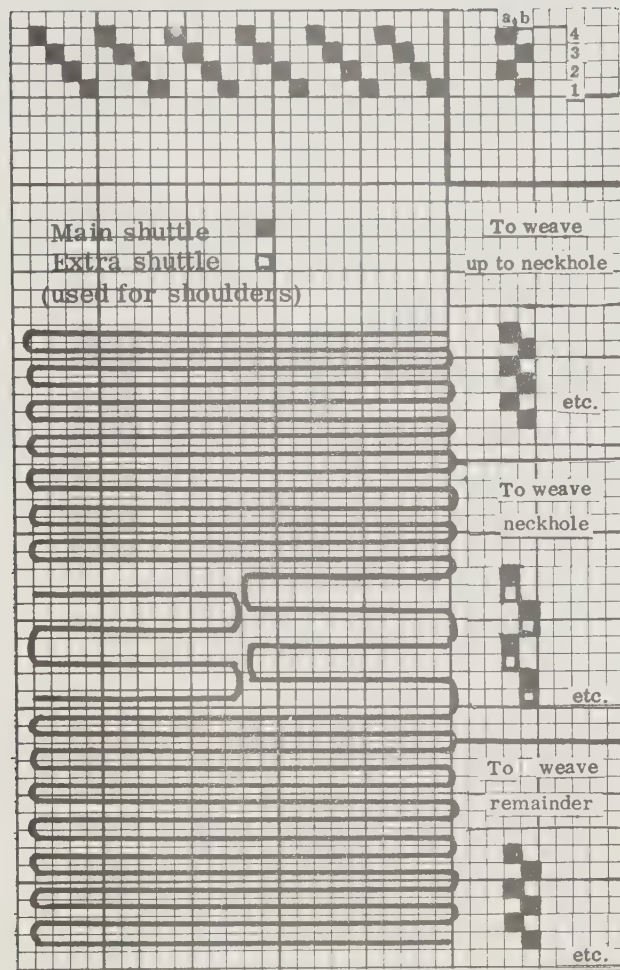 a b
4
3
2
1
Main shuttle
Extra shuttle
(used for shoulders)
To weave
up to neckhole
etc.
To weave
neckhole
etc.
To weave
remainder
etc.